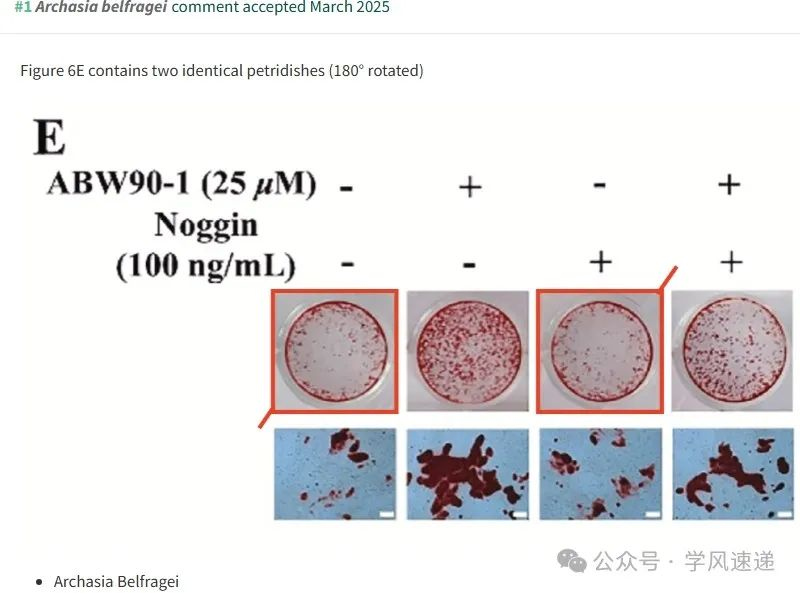 #1 Archasia belfragei comment accepted March 2025
Figure 6E contains two identical petridishes (180° rotated)
E
ABW90-1 (25 μM) - + - +
Noggin
(100 ng/mL) - - + +
公众号 · 学风速递
• Archasia Belfragei